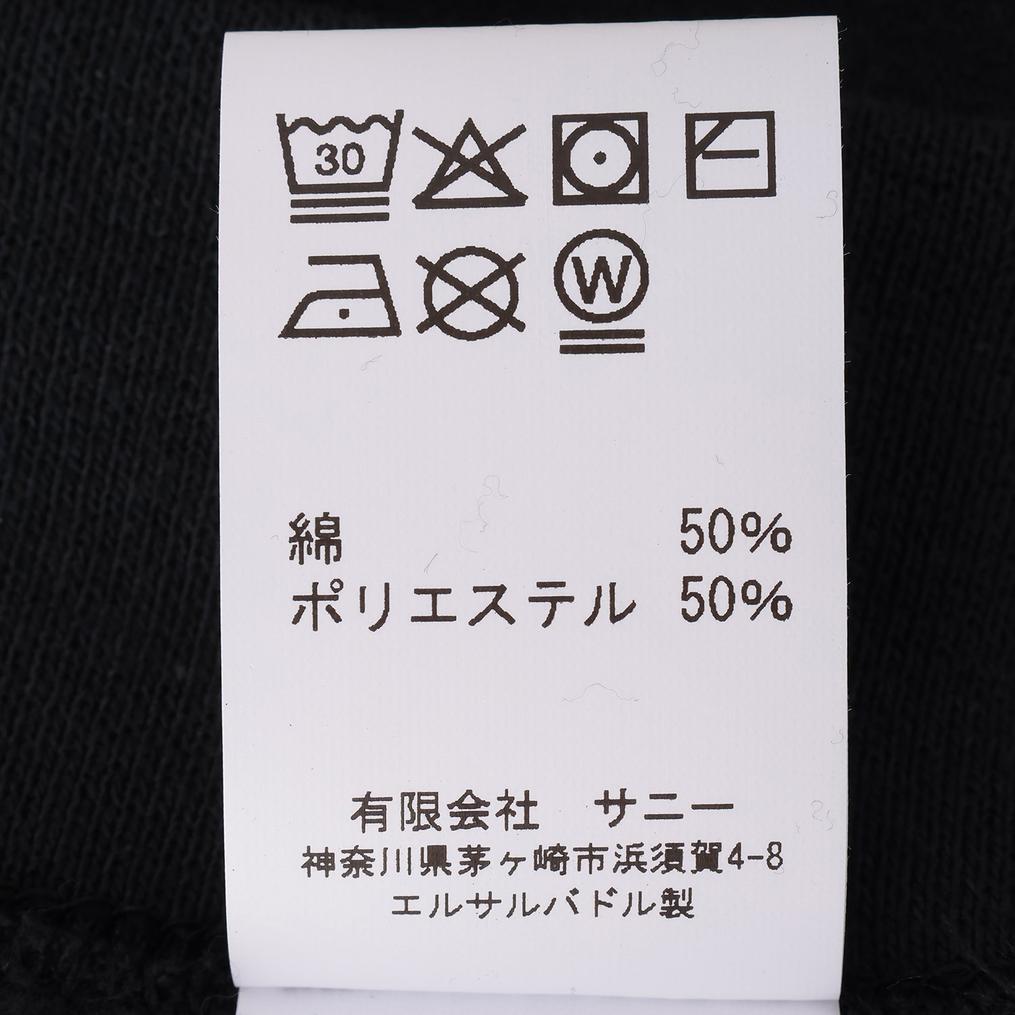 30
W
綿 50%
ポリエステル 50%
有限会社 サニー
神奈川県茅ヶ崎市浜須賀4-8
エルサルバドル製